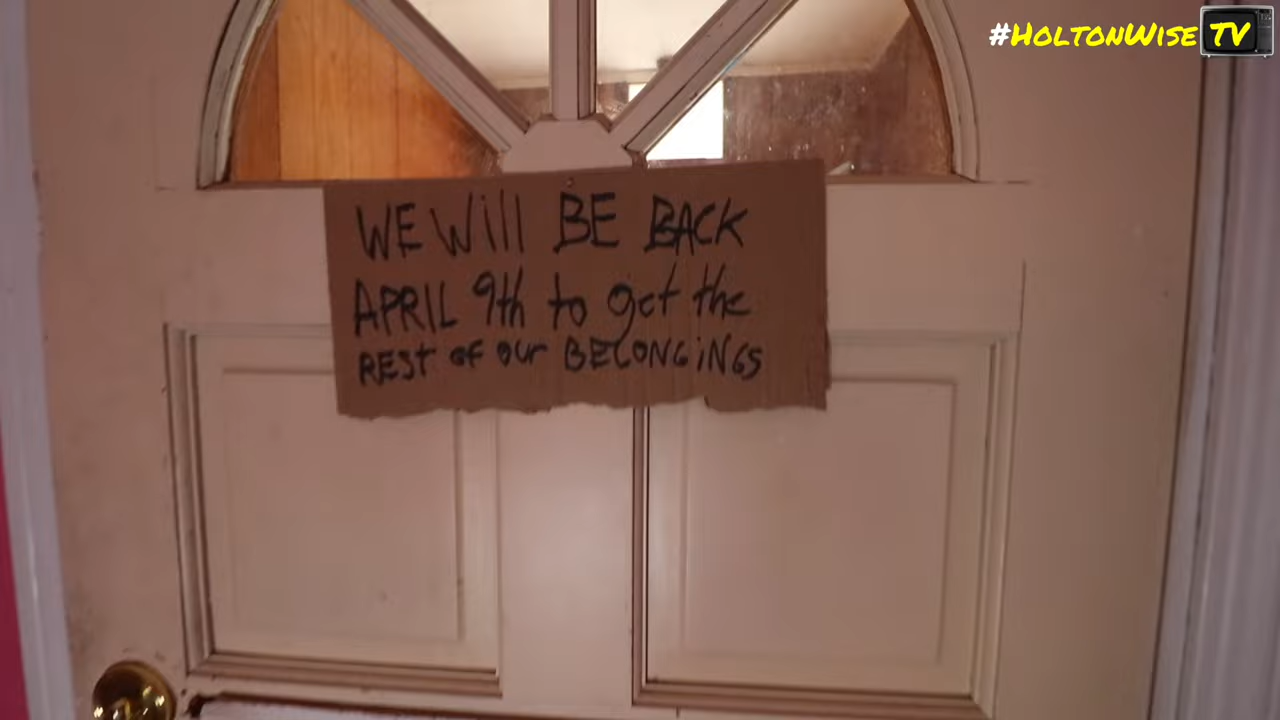 #HOLTONWISE TV
WE Will BE BACK
APRIL 9th to get the
REST OF OUR BELONGINGS